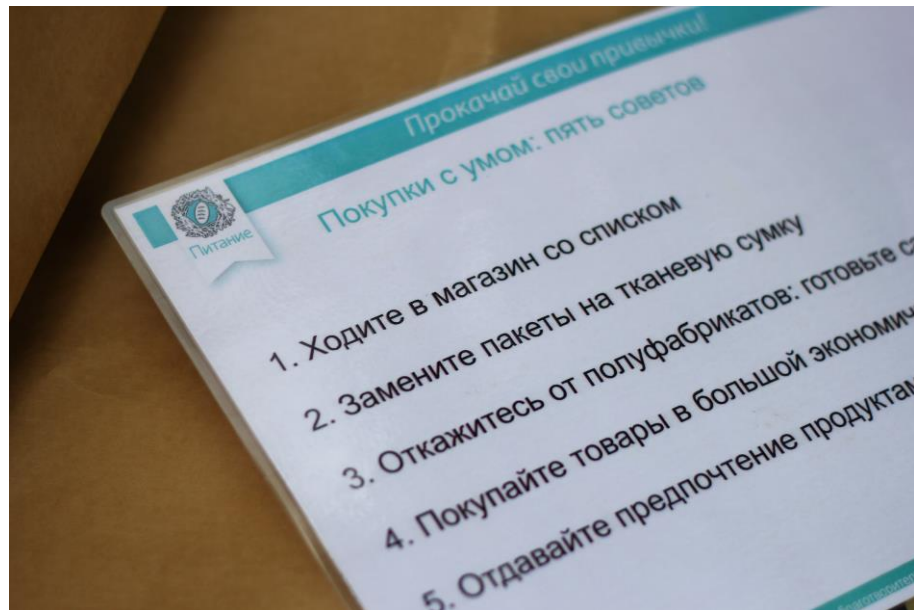 Прокачай свои привычки!
Покупки с умом: пять советов
Питание
1. Ходите в магазин со списком
2. Замените пакеты на тканевую сумку
3. Откажитесь от полуфабрикатов: готовьте
4. Покупайте товары в большой
5. Отдавайте предпочтение